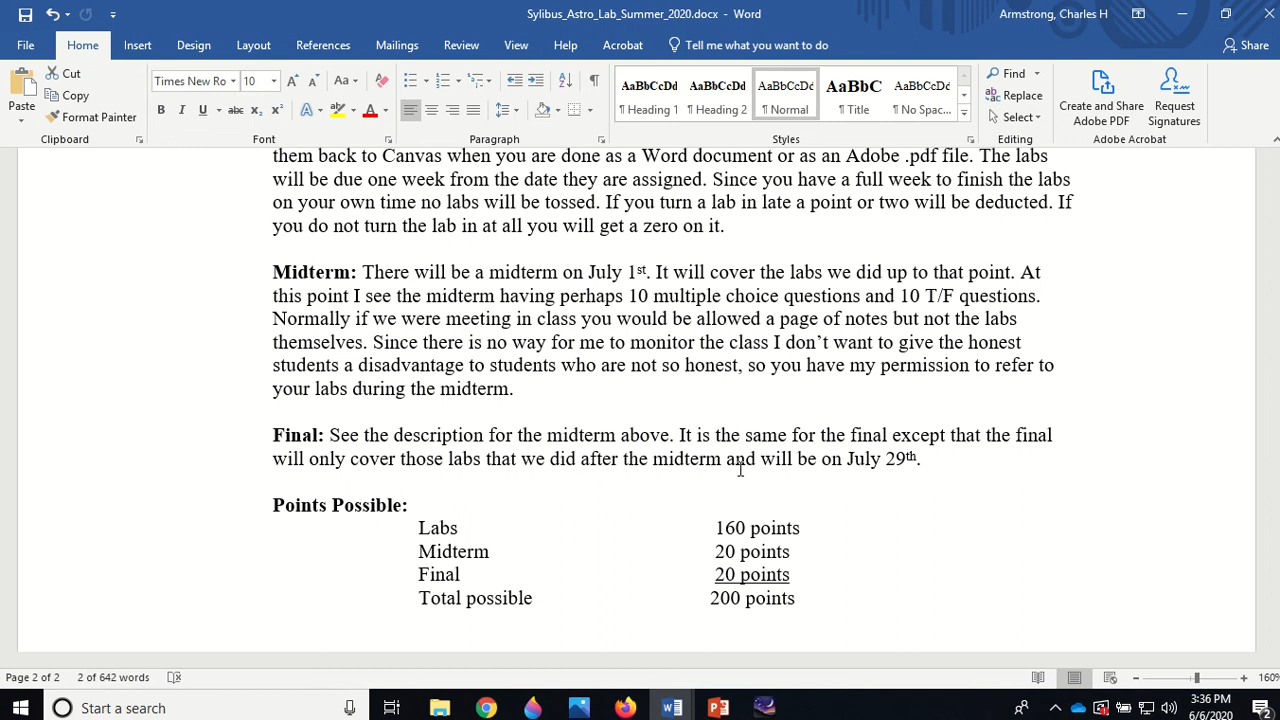 Sylibus_Astro_Lab_Summer_2020.docx - Word
Armstrong, Charles H
File Home Insert Design Layout References Mailings Review View Help Acrobat Tell me what you want to do Share
Paste
Cut
Copy
Format Painter
Clipboard
Times New Ro 10
Font
Paragraph
AaBbCcDd AaBbCcDd AaBbCcDd AaBbC AaBbCcDd
¶ Heading 1 ¶ Heading 2 ¶ Normal ¶ Title ¶ No Spac...
Styles
Find
Replace
Select
Editing
Create and Share
Adobe PDF
Request
Signatures
Adobe Acrobat
them back to Canvas when you are done as a Word document or as an Adobe .pdf file. The labs
will be due one week from the date they are assigned. Since you have a full week to finish the labs
on your own time no labs will be tossed. If you turn a lab in late a point or two will be deducted. If
you do not turn the lab in at all you will get a zero on it.
Midterm: There will be a midterm on July 1st. It will cover the labs we did up to that point. At
this point I see the midterm having perhaps 10 multiple choice questions and 10 T/F questions.
Normally if we were meeting in class you would be allowed a page of notes but not the labs
themselves. Since there is no way for me to monitor the class I don’t want to give the honest
students a disadvantage to students who are not so honest, so you have my permission to refer to
your labs during the midterm.
Final: See the description for the midterm above. It is the same for the final except that the final
will only cover those labs that we did after the midterm and will be on July 29th.
Points Possible:
Labs 160 points
Midterm 20 points
Final 20 points
Total possible 200 points
Page 2 of 2 2 of 642 words 160%
Start a search
3:36 PM
6/6/2020
2